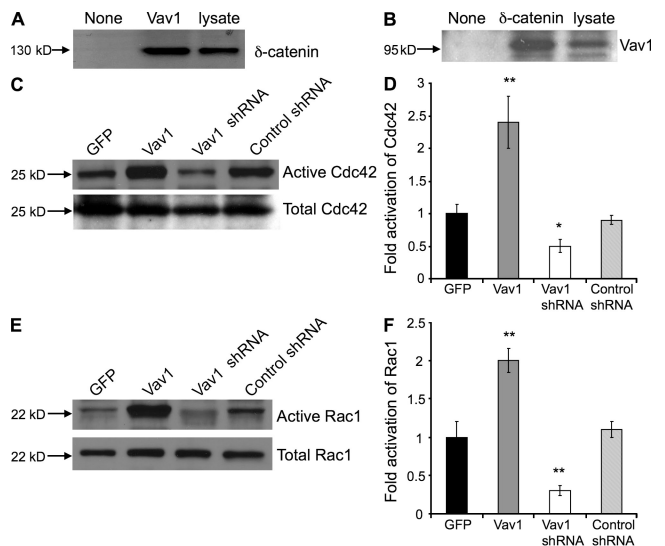 A
None Vav1 lysate
130 kD
δ-catenin
B
None δ-catenin lysate
95kD
Vav1
C
GFP Vav1 Vav1 shRNA Control shRNA
25 kD
Active Cdc42
25 kD
Total Cdc42
D
Fold activation of Cdc42
3
2.5
2
1.5
1
0.5
0
**
*
GFP Vav1 Vav1 shRNA Control shRNA
E
GFP Vav1 Vav1 shRNA Control shRNA
22 kD
Active Rac1
22 kD
Total Rac1
F
Fold activation of Rac1
2.5
2
1.5
1
0.5
0
**
**
GFP Vav1 Vav1 shRNA Control shRNA